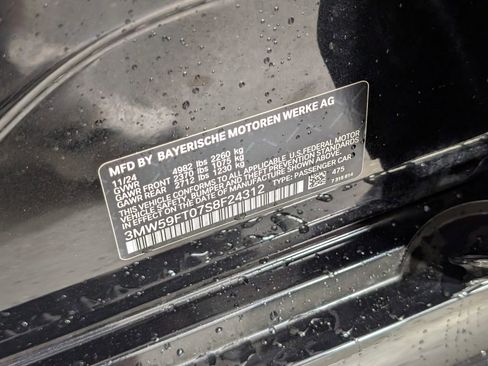 MFD BY BAYERISCHE MOTOREN WERKE AG
11/24
GVWR 4982 lbs 2260 kg
GAWR FRONT 2370 lbs 1075 kg
GAWR REAR 2712 lbs 1230 kg
THIS VEHICLE CONFORMS TO ALL APPLICABLE U.S. FEDERAL MOTOR
VEHICLE SAFETY, BUMPER AND THEFT PREVENTION STANDARDS
IN EFFECT ON THE DATE OF MANUFACTURE SHOWN ABOVE.
3MW59FT07S8F24312 TYPE: PASSENGER CAR
475